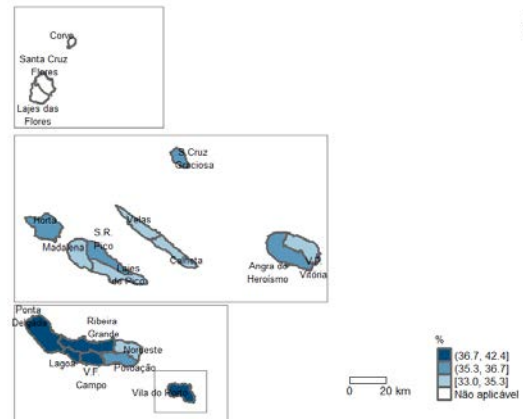 Corvo
Santa Cruz
Flores
Lajes das
Flores
S.Cruz
Graciosa
Horta
Velas
S.R.
Pico
Madalena
Lajes
do Pico
Calheta
Angra do
Heroísmo
V.P.
Vitória
Ponta
Delgada
Ribeira
Grande
Nordeste
Lagoa
V.F.
Campo
Povoação
Vila do Porto
0 20 km
%
(36.7, 42.4]
(35.3, 36.7]
[33.0, 35.3]
Não aplicável